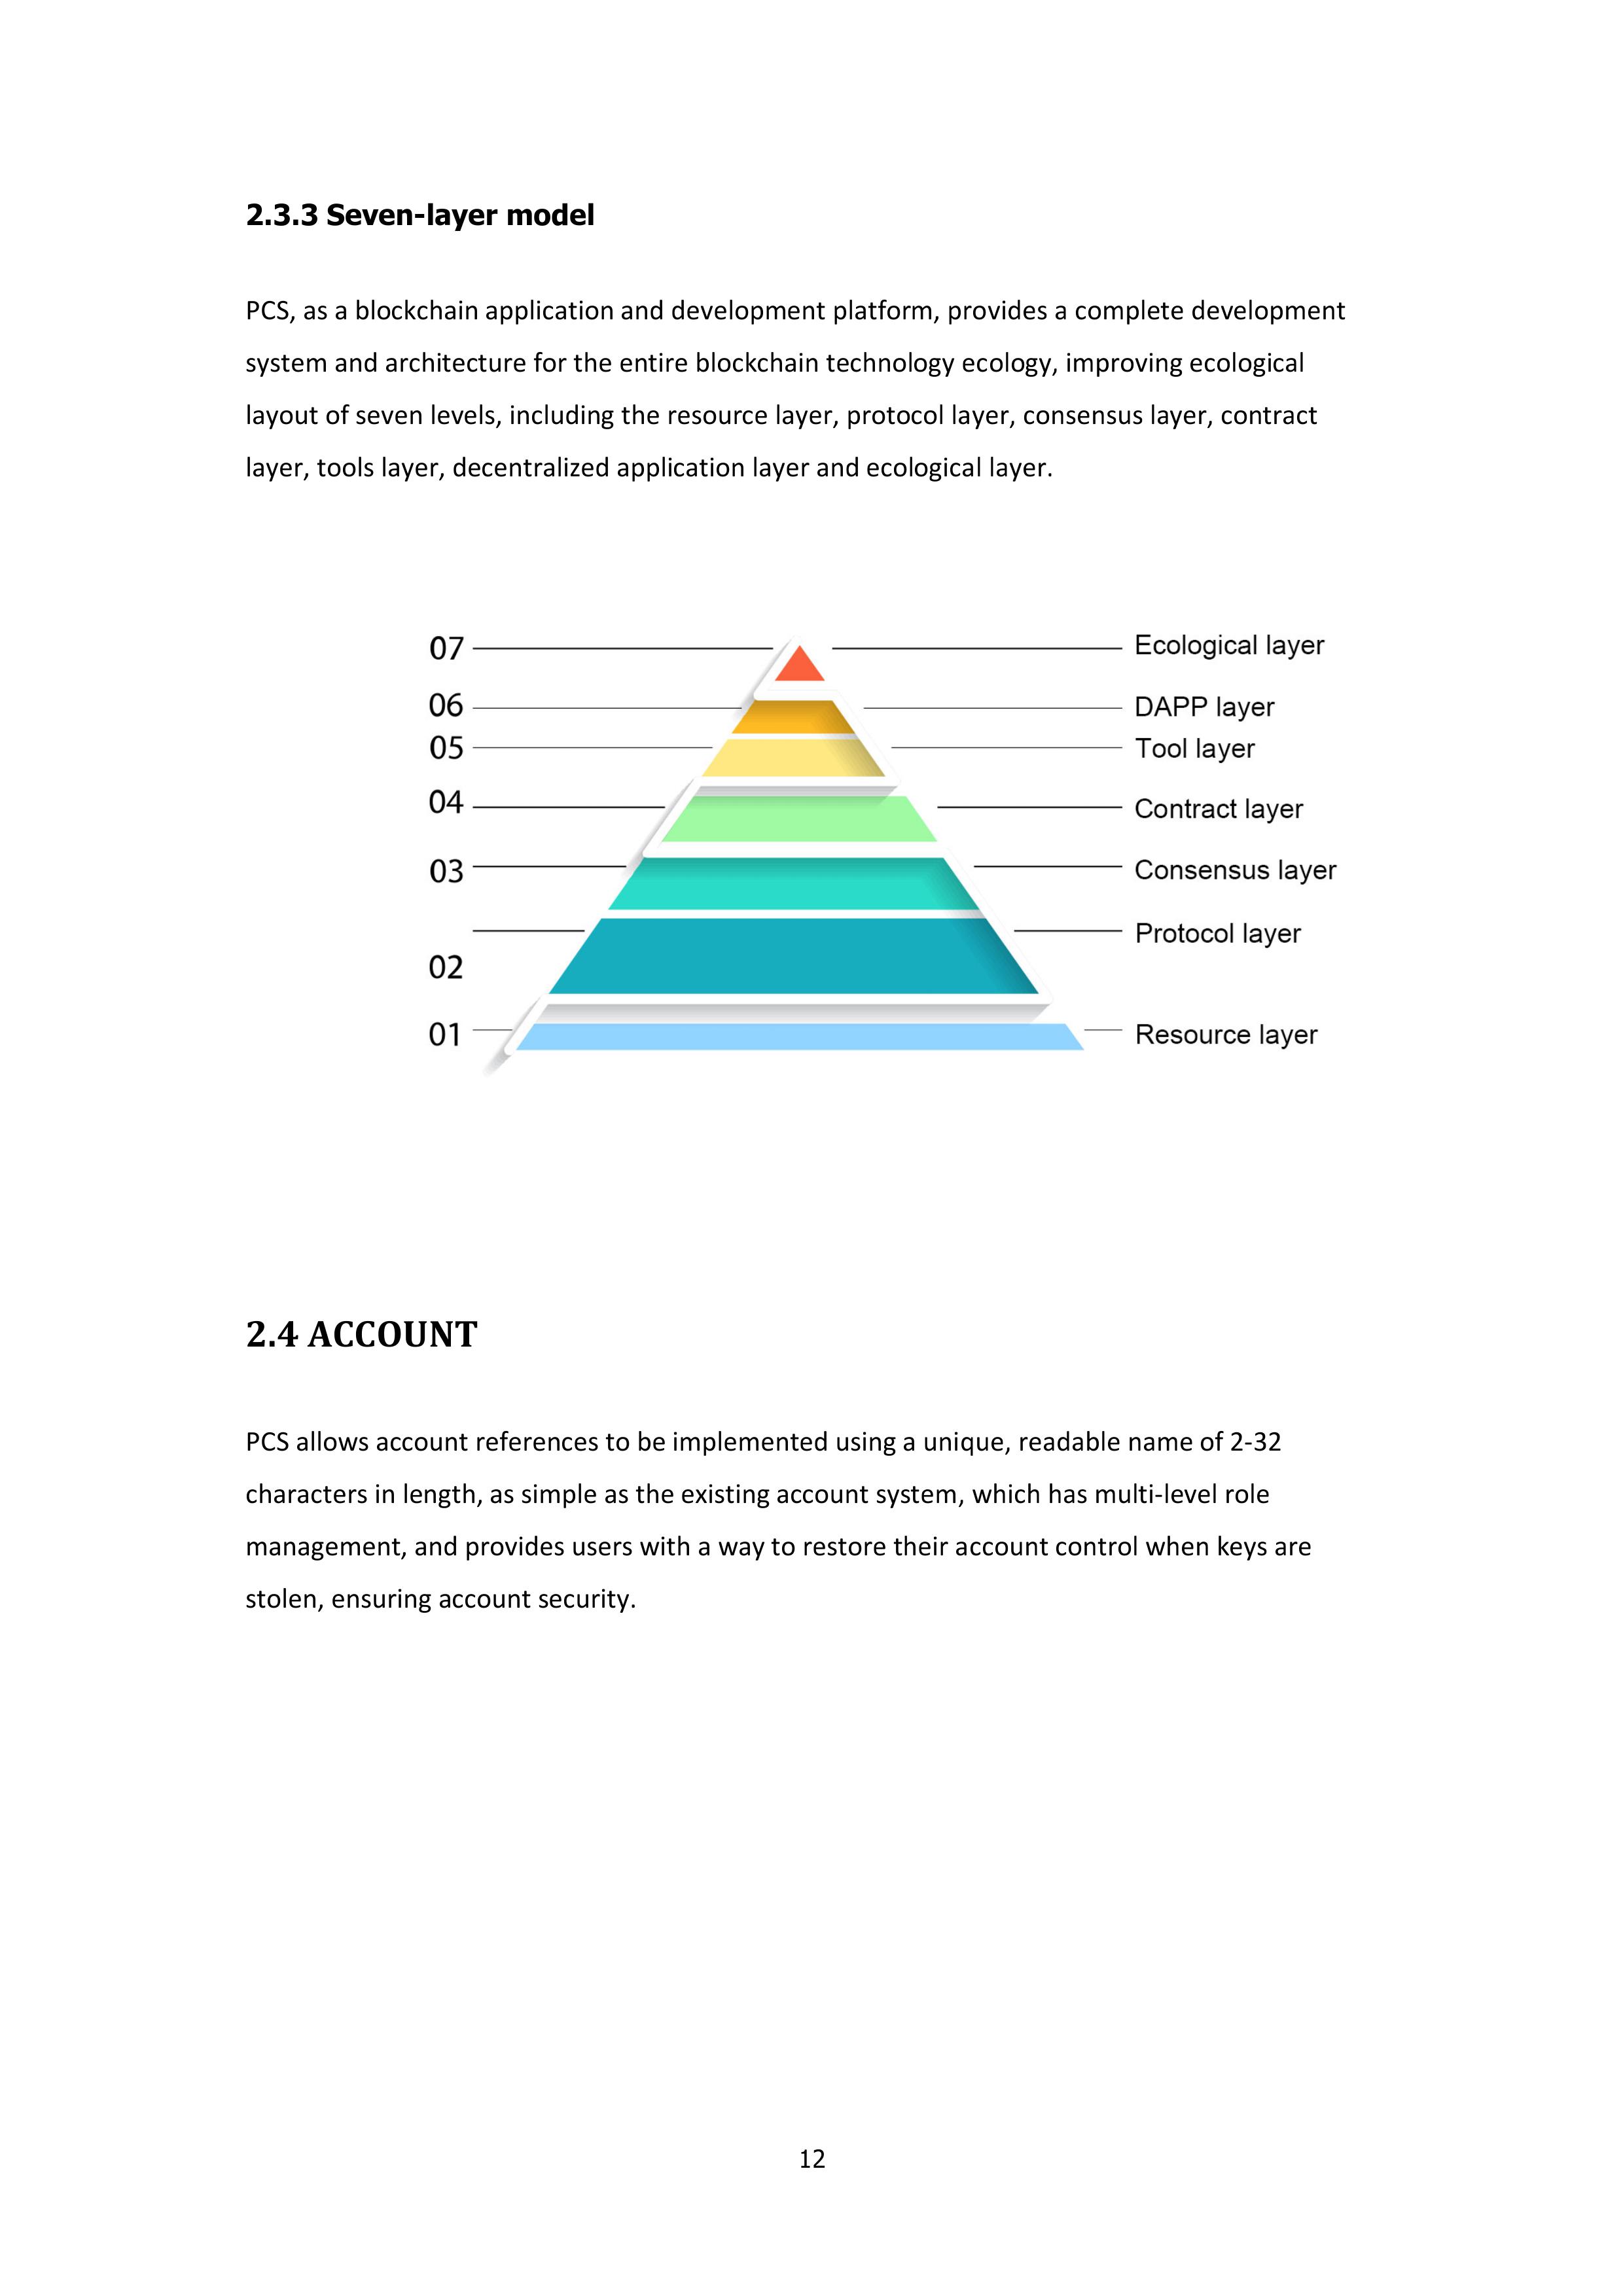 2.3.3 Seven-layer model
PCS, as a blockchain application and development platform, provides a complete development
system and architecture for the entire blockchain technology ecology, improving ecological
layout of seven levels, including the resource layer, protocol layer, consensus layer, contract
layer, tools layer, decentralized application layer and ecological layer.
07 Ecological layer
06 DAPP layer
05 Tool layer
04 Contract layer
03 Consensus layer
Protocol layer
02
01 Resource layer
2.4 ACCOUNT
PCS allows account references to be implemented using a unique, readable name of 2-32
characters in length, as simple as the existing account system, which has multi-level role
management, and provides users with a way to restore their account control when keys are
stolen, ensuring account security.
12